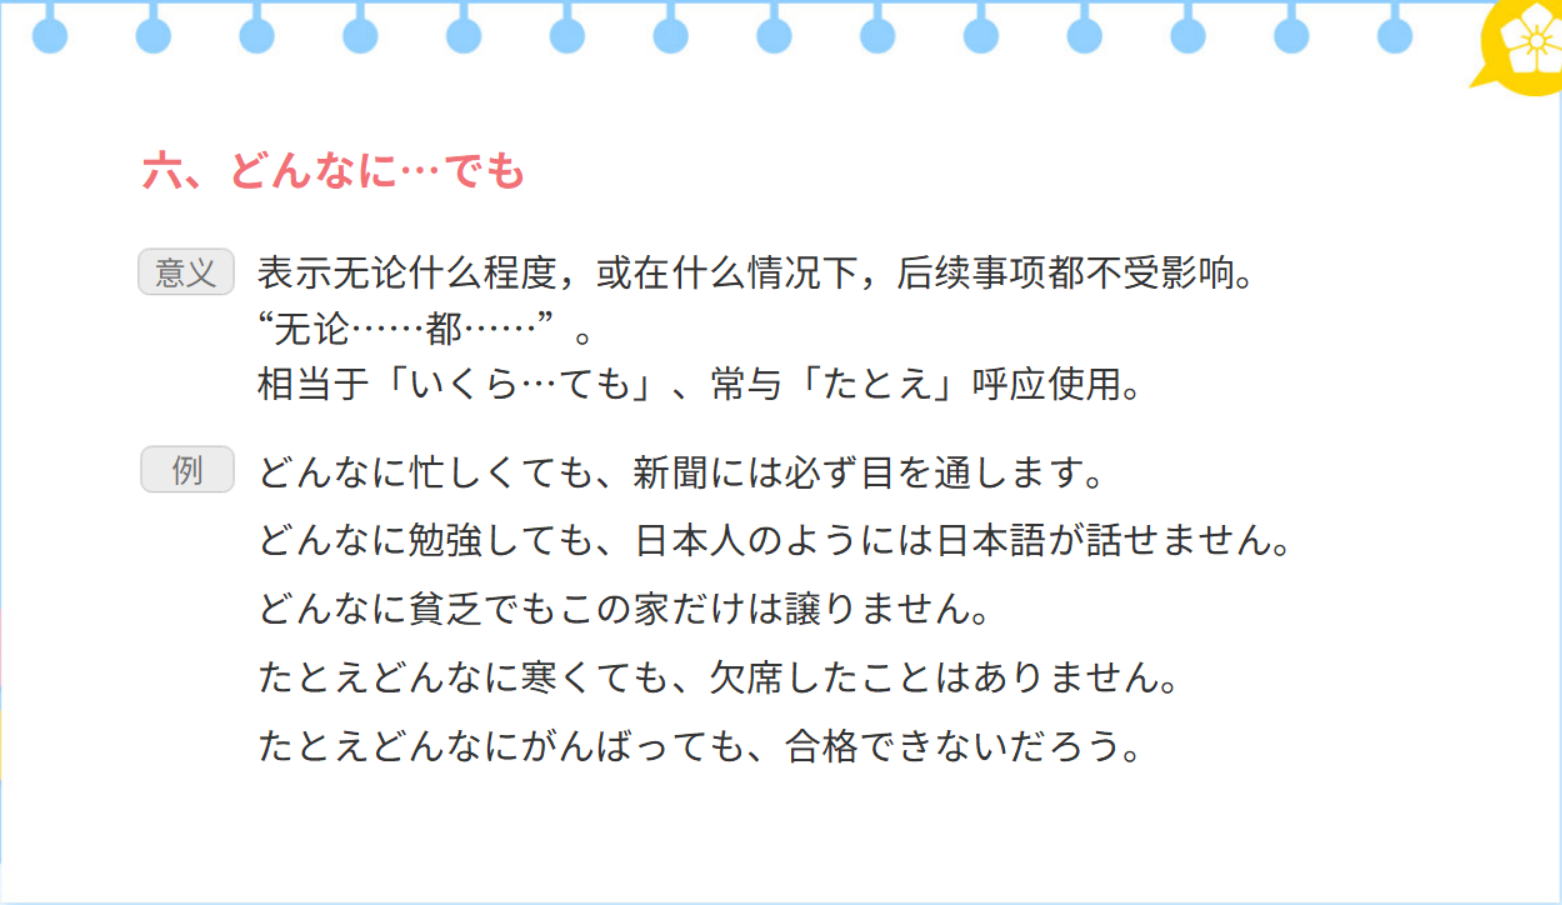 六、どんなに…でも
意义 表示无论什么程度，或在什么情况下，后续事项都不受影响。
“无论……都……”。
相当于「いくら…ても」、常与「たとえ」呼应使用。
例 どんなに忙しくても、新聞には必ず目を通します。
どんなに勉強しても、日本人のようには日本語が話せません。
どんなに貧乏でもこの家だけは譲りません。
たとえどんなに寒くても、欠席したことはありません。
たとえどんなにがんばっても、合格できないだろう。